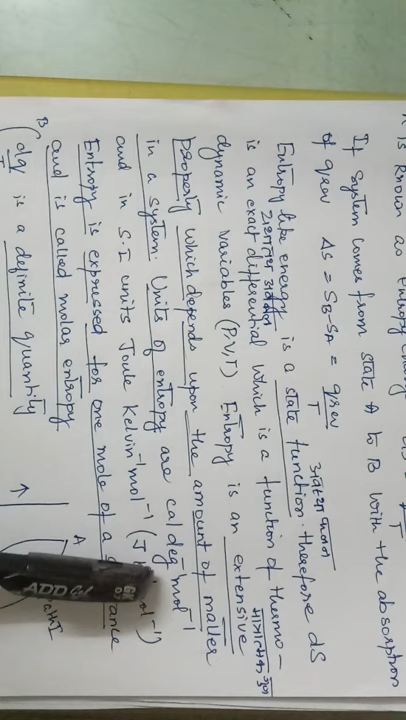 is known as entropy
If system comes from state A to B with the absorption
of qrev ΔS = SB-SA = qrev/T
Entropy like energy is a state function. therefore dS
is an exact differential which is a function of thermo-
dynamic variables (P,V,T). Entropy is an extensive
property which depends upon the amount of matter
in a system. Units of entropy are cal deg⁻¹ mol⁻¹
and in S.I units Joule Kelvin⁻¹ mol⁻¹ (J
Entropy is expressed for one mole of a
and is called molar entropy.
B
∫ dq/T is a definite quantity
A
ADD Gel